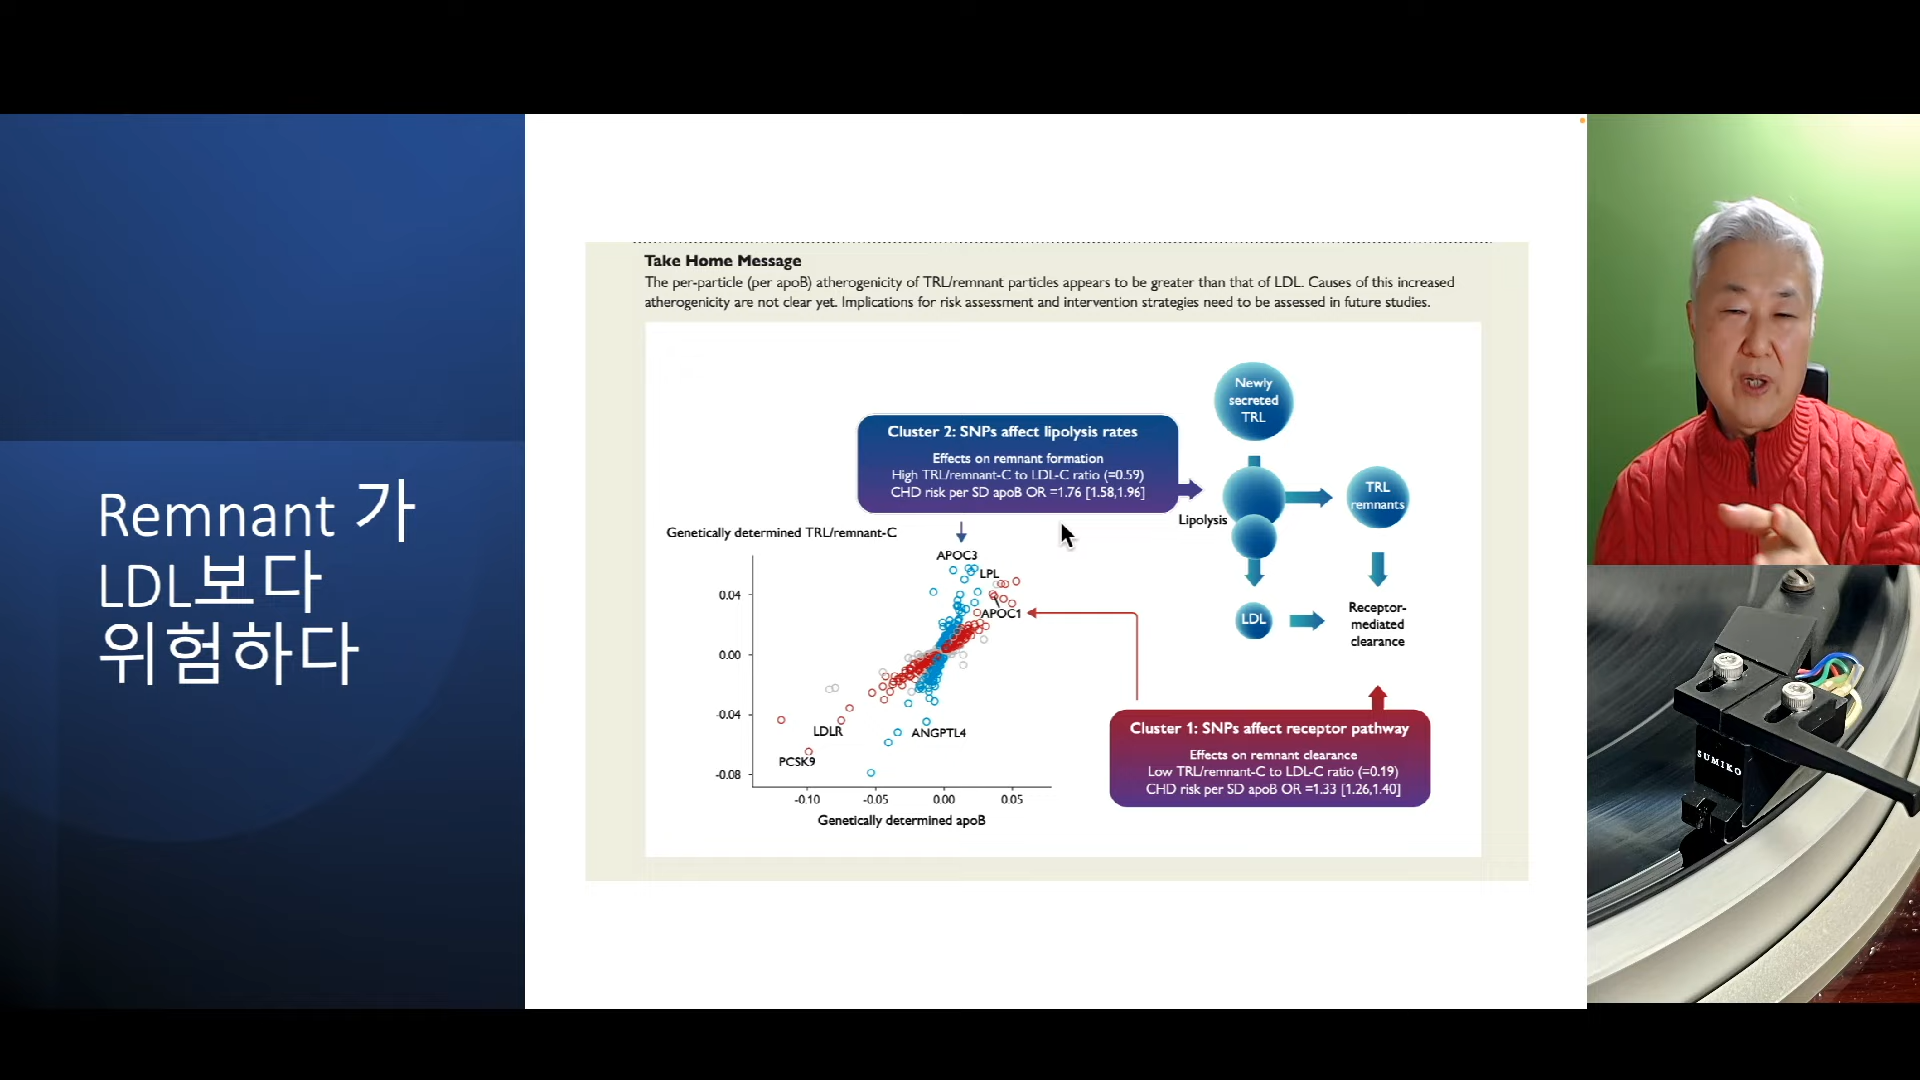 Remnant 가
LDL보다
위험하다
Take Home Message
The per-particle (per apoB) atherogenicity of TRL/remnant particles appears to be greater than that of LDL. Causes of this increased
atherogenicity are not clear yet. Implications for risk assessment and intervention strategies need to be assessed in future studies.
Newly
secreted
TRL
Cluster 2: SNPs affect lipolysis rates
Effects on remnant formation
High TRL/remnant-C to LDL-C ratio (=0.59)
CHD risk per SD apoB OR =1.76 [1.58,1.96]
TRL
remnants
Lipolysis
LDL
Receptor-
mediated
clearance
Genetically determined TRL/remnant-C
APOC3
LPL
APOC1
LDLR
PCSK9
ANGPTL4
0.04
0.00
-0.04
-0.08
-0.10
-0.05
0.00
0.05
Genetically determined apoB
Cluster 1: SNPs affect receptor pathway
Effects on remnant clearance
Low TRL/remnant-C to LDL-C ratio (=0.19)
CHD risk per SD apoB OR =1.33 [1.26,1.40]
SUMIKO